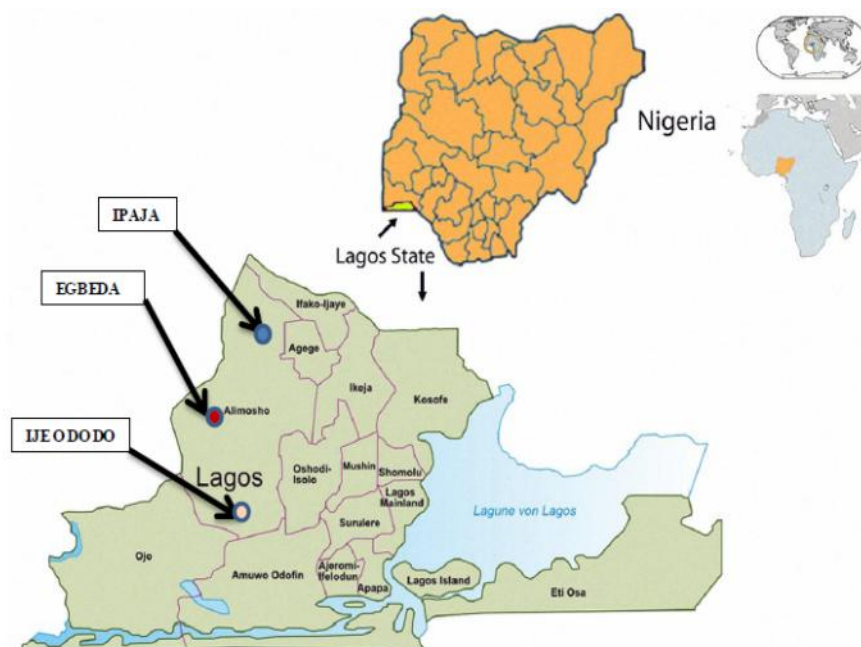 Nigeria
IPAJA
Lagos State
EGBEDA
Ifako-Ijaye
Agege
Ikeja
Kosofe
Alimosho
IJE ODODO
Lagos
Oshodi-
Isolo
Mushin
Shomolu
Lagos
Mainland
Surulere
Lagune von Lagos
Ojo
Amuwo Odofin
Ajeromi-
Ifelodun
Apapa
Lagos Island
Eti Osa